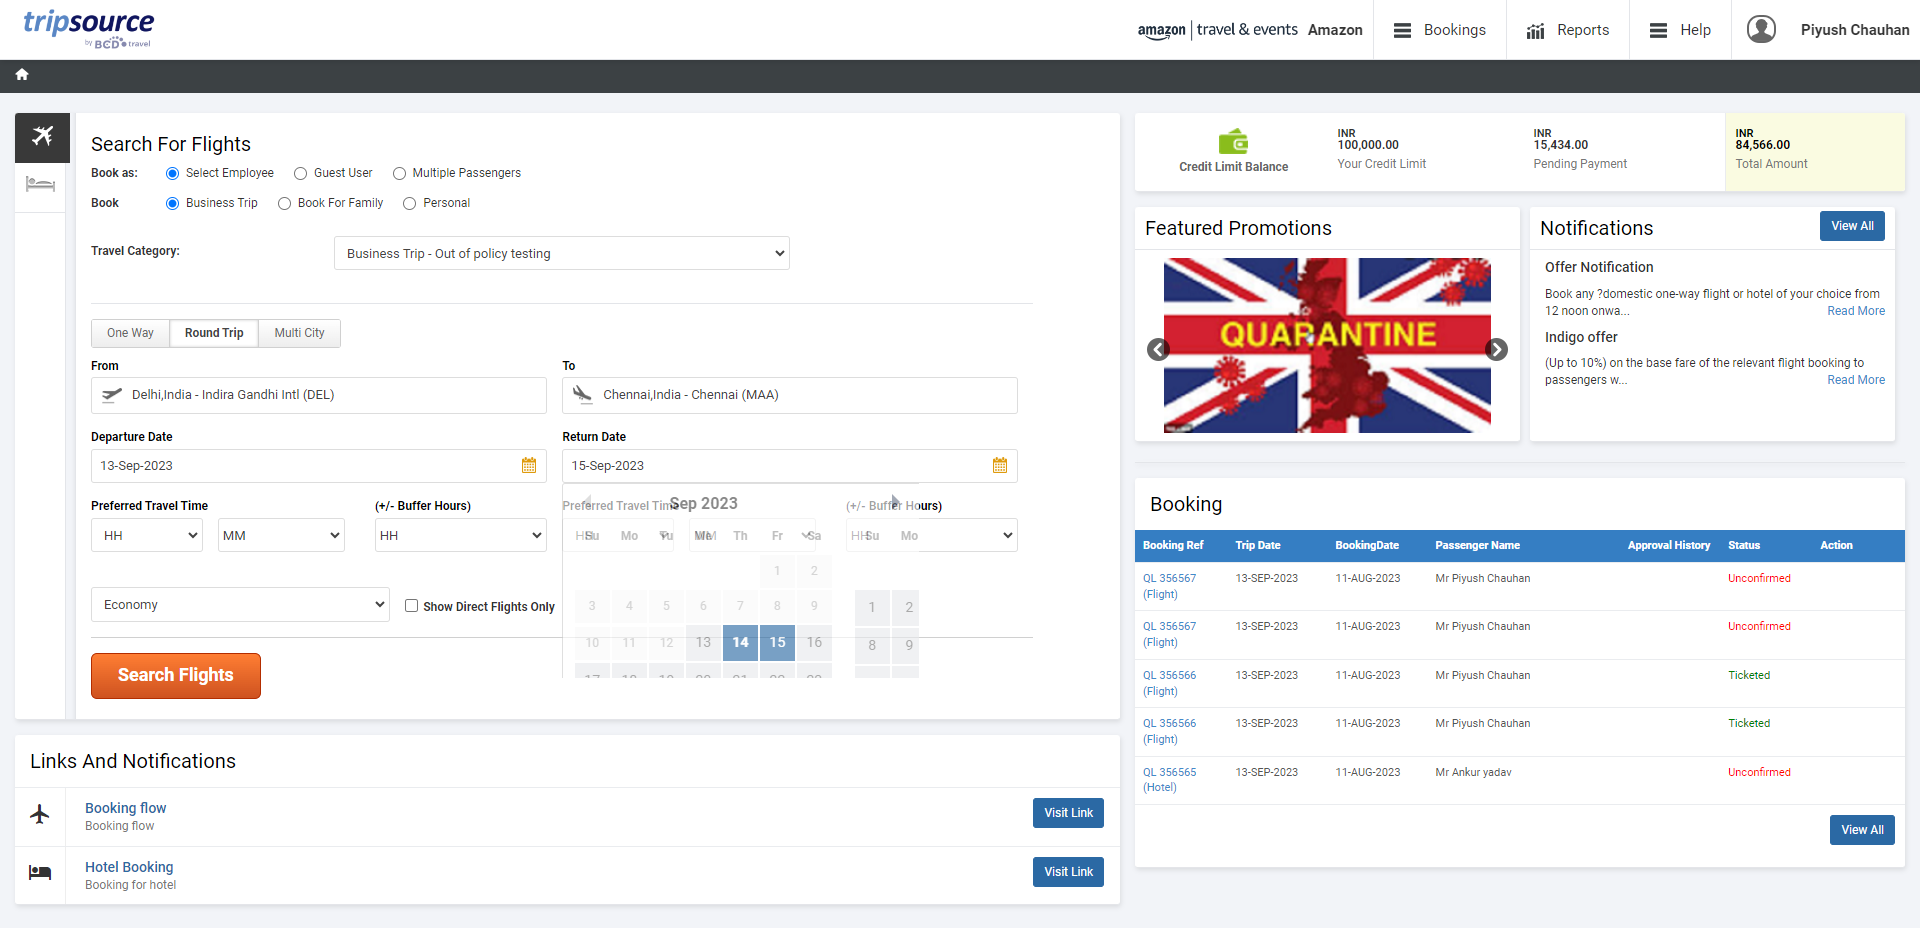 tripsource
by BCD travel
amazon | travel & events Amazon
Bookings
Reports
Help
Piyush Chauhan
Search For Flights
Book as: Select Employee Guest User Multiple Passengers
Book Business Trip Book For Family Personal
Travel Category: Business Trip - Out of policy testing
One Way Round Trip Multi City
From To
Delhi,India - Indira Gandhi Intl (DEL) Chennai,India - Chennai (MAA)
Departure Date Return Date
13-Sep-2023 15-Sep-2023
Preferred Travel Time (+/- Buffer Hours) Preferred Travel Time (+/- Buffer Hours)
HH MM HH HH MM HH
Sep 2023
Su Mo Tu We Th Fr Sa Su Mo
1 2
3 4 5 6 7 8 9 1 2
10 11 12 13 14 15 16 8 9
17 18 19 20 21 22 23
Economy Show Direct Flights Only
Search Flights
Links And Notifications
Booking flow
Booking flow
Visit Link
Hotel Booking
Booking for hotel
Visit Link
Credit Limit Balance
INR
100,000.00
Your Credit Limit
INR
15,434.00
Pending Payment
INR
84,566.00
Total Amount
Featured Promotions
QUARANTINE
Notifications View All
Offer Notification
Book any ?domestic one-way flight or hotel of your choice from
12 noon onwa... Read More
Indigo offer
(Up to 10%) on the base fare of the relevant flight booking to
passengers w... Read More
Booking
Booking Ref Trip Date BookingDate Passenger Name Approval History Status Action
QL 356567 13-SEP-2023 11-AUG-2023 Mr Piyush Chauhan Unconfirmed
(Flight)
QL 356567 13-SEP-2023 11-AUG-2023 Mr Piyush Chauhan Unconfirmed
(Flight)
QL 356566 13-SEP-2023 11-AUG-2023 Mr Piyush Chauhan Ticketed
(Flight)
QL 356566 13-SEP-2023 11-AUG-2023 Mr Piyush Chauhan Ticketed
(Flight)
QL 356565 13-SEP-2023 11-AUG-2023 Mr Ankur yadav Unconfirmed
(Hotel)
View All